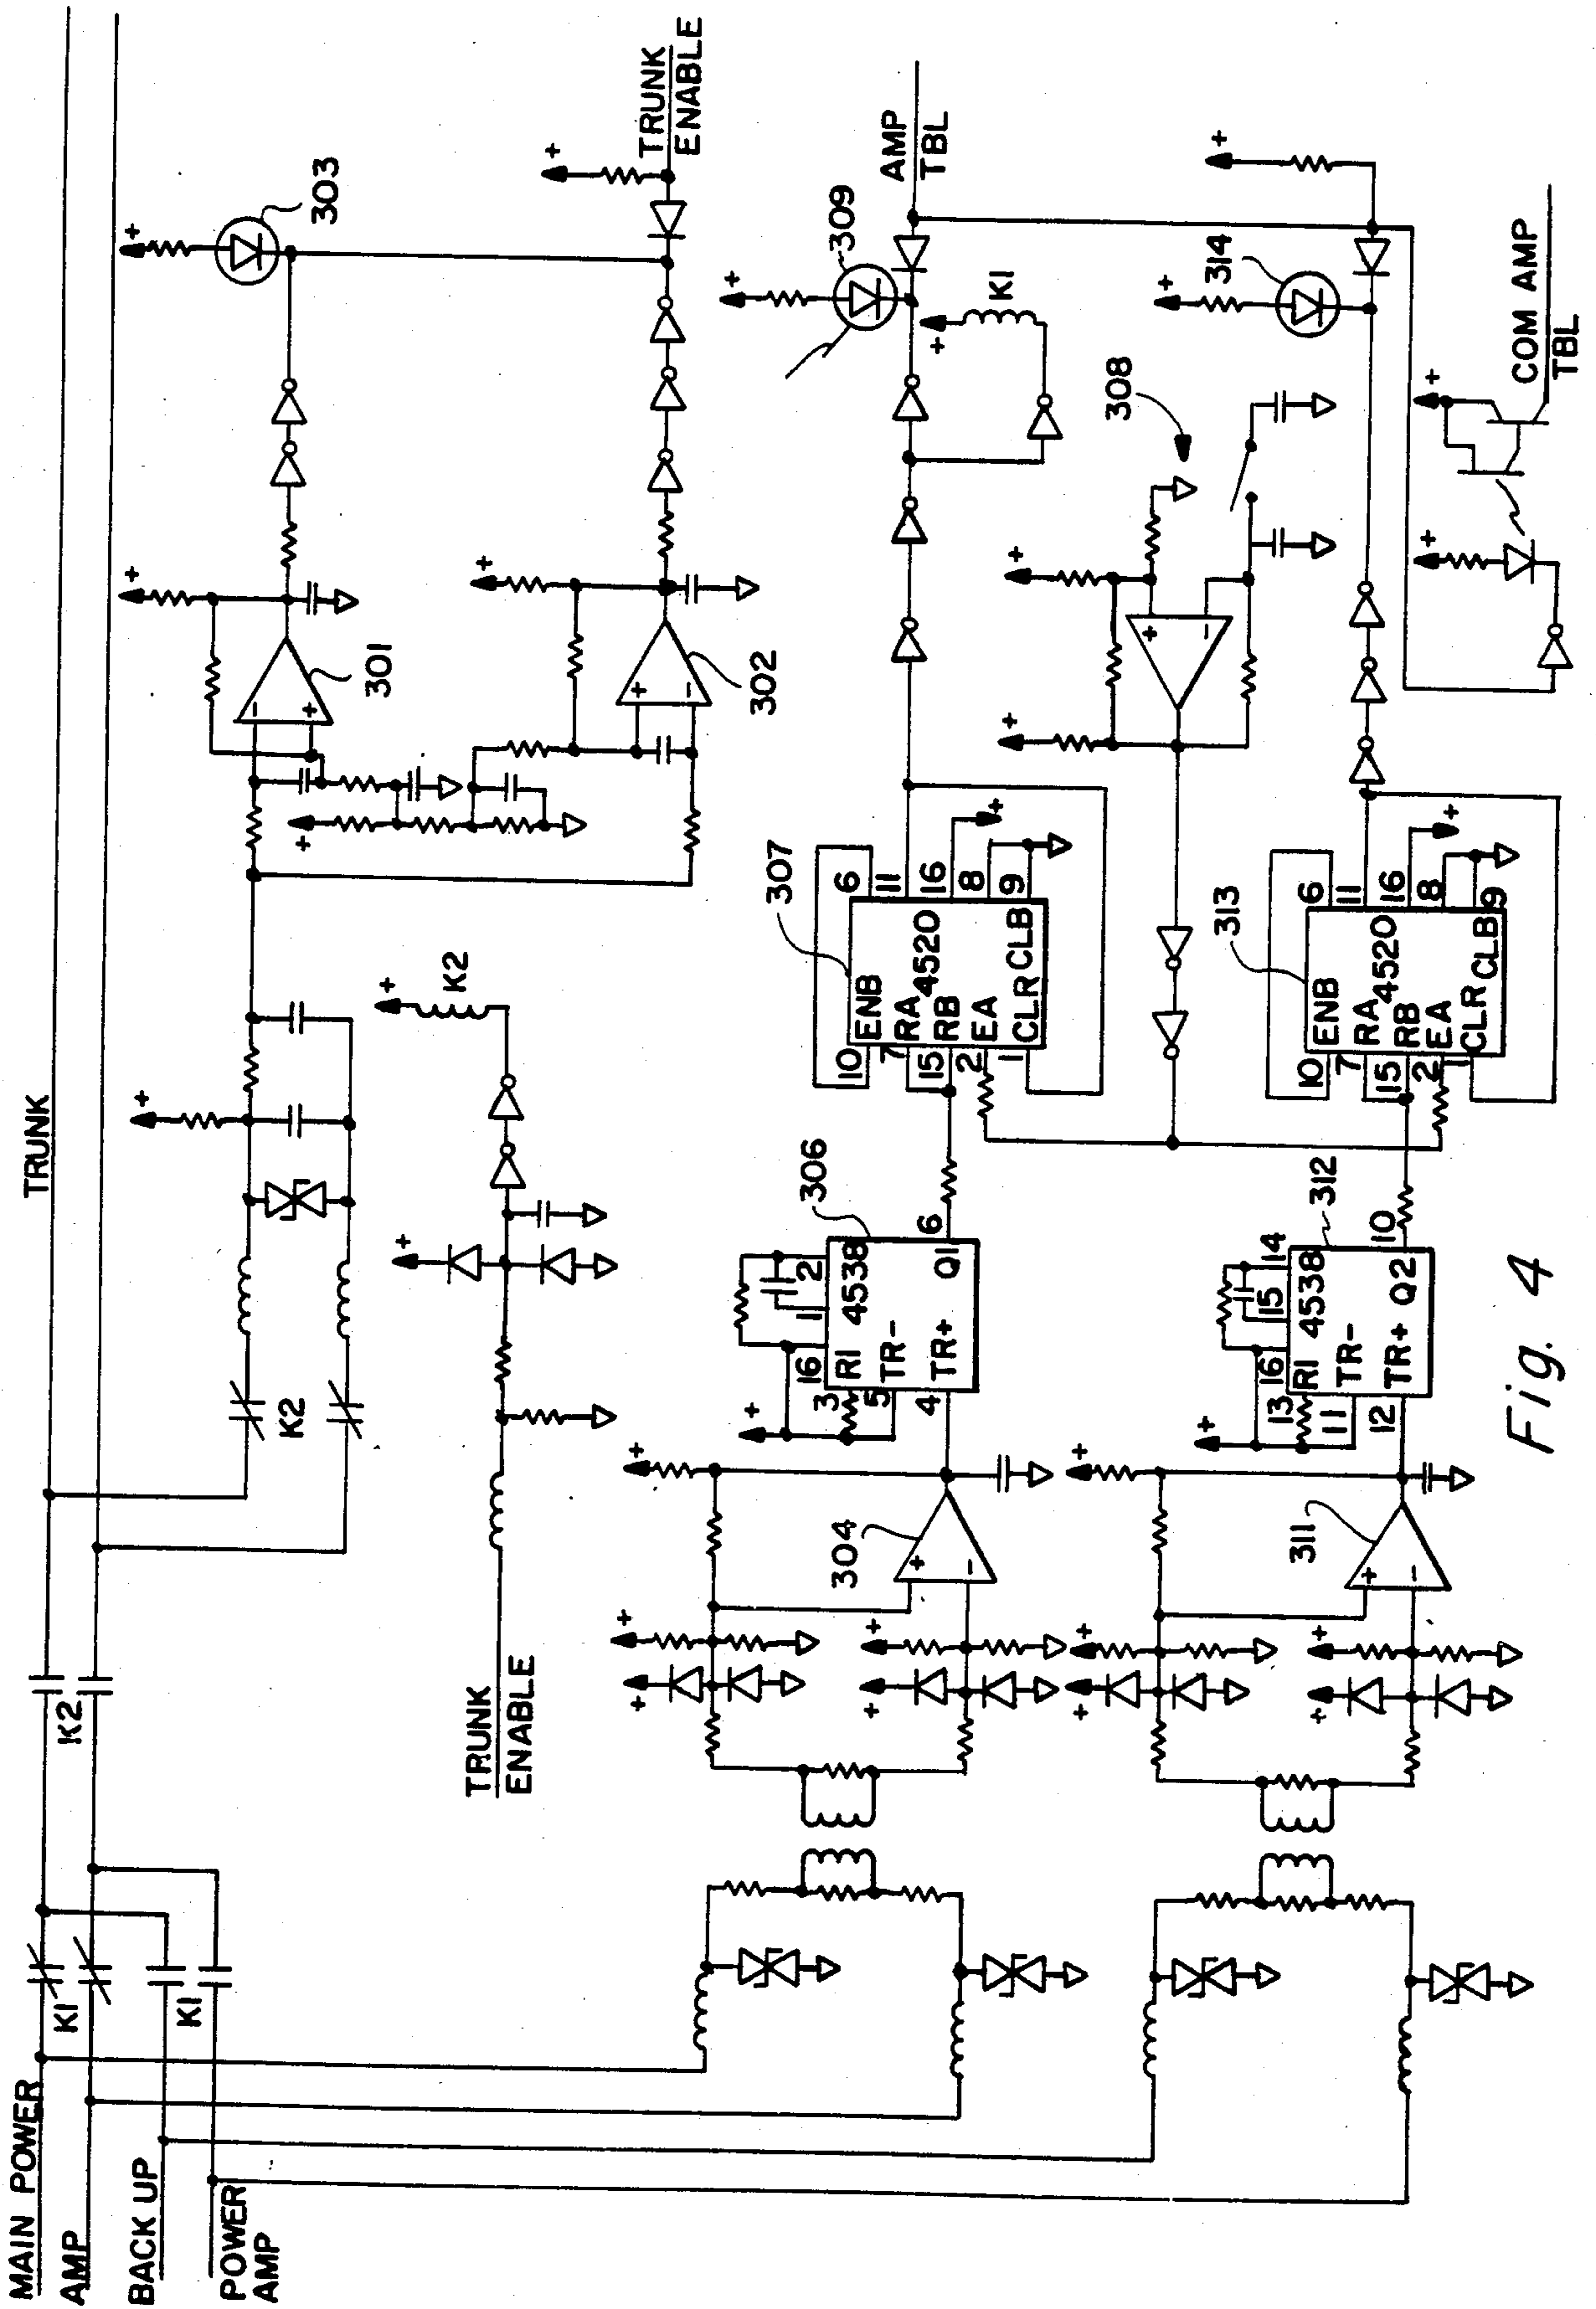 TRUNK
MAIN POWER
AMP
BACK UP
POWER
AMP
K1
K1
K2
K2
K2
TRUNK
ENABLE
301
302
303
TRUNK
ENABLE
+
+
+
+
+
+
+
-
+
+
-
304
+
-
+
+
+
+
+
+
306
16
1
2
3
5
4
6
4538
R1
TR-
TR+
Q1
307
10
7
15
2
1
6
11
16
8
9
ENB
RA
4520
RB
EA
CLR
CLB
+
308
+
-
+
+
309
+
K1
+
AMP
TBL
311
+
-
+
+
+
+
+
+
312
16
15
14
13
11
12
10
4538
R1
TR-
TR+
Q2
313
10
7
15
2
1
6
11
16
8
9
ENB
RA
4520
RB
EA
CLR
CLB
+
314
+
+
+
+
COM AMP
TBL
Fig. 4